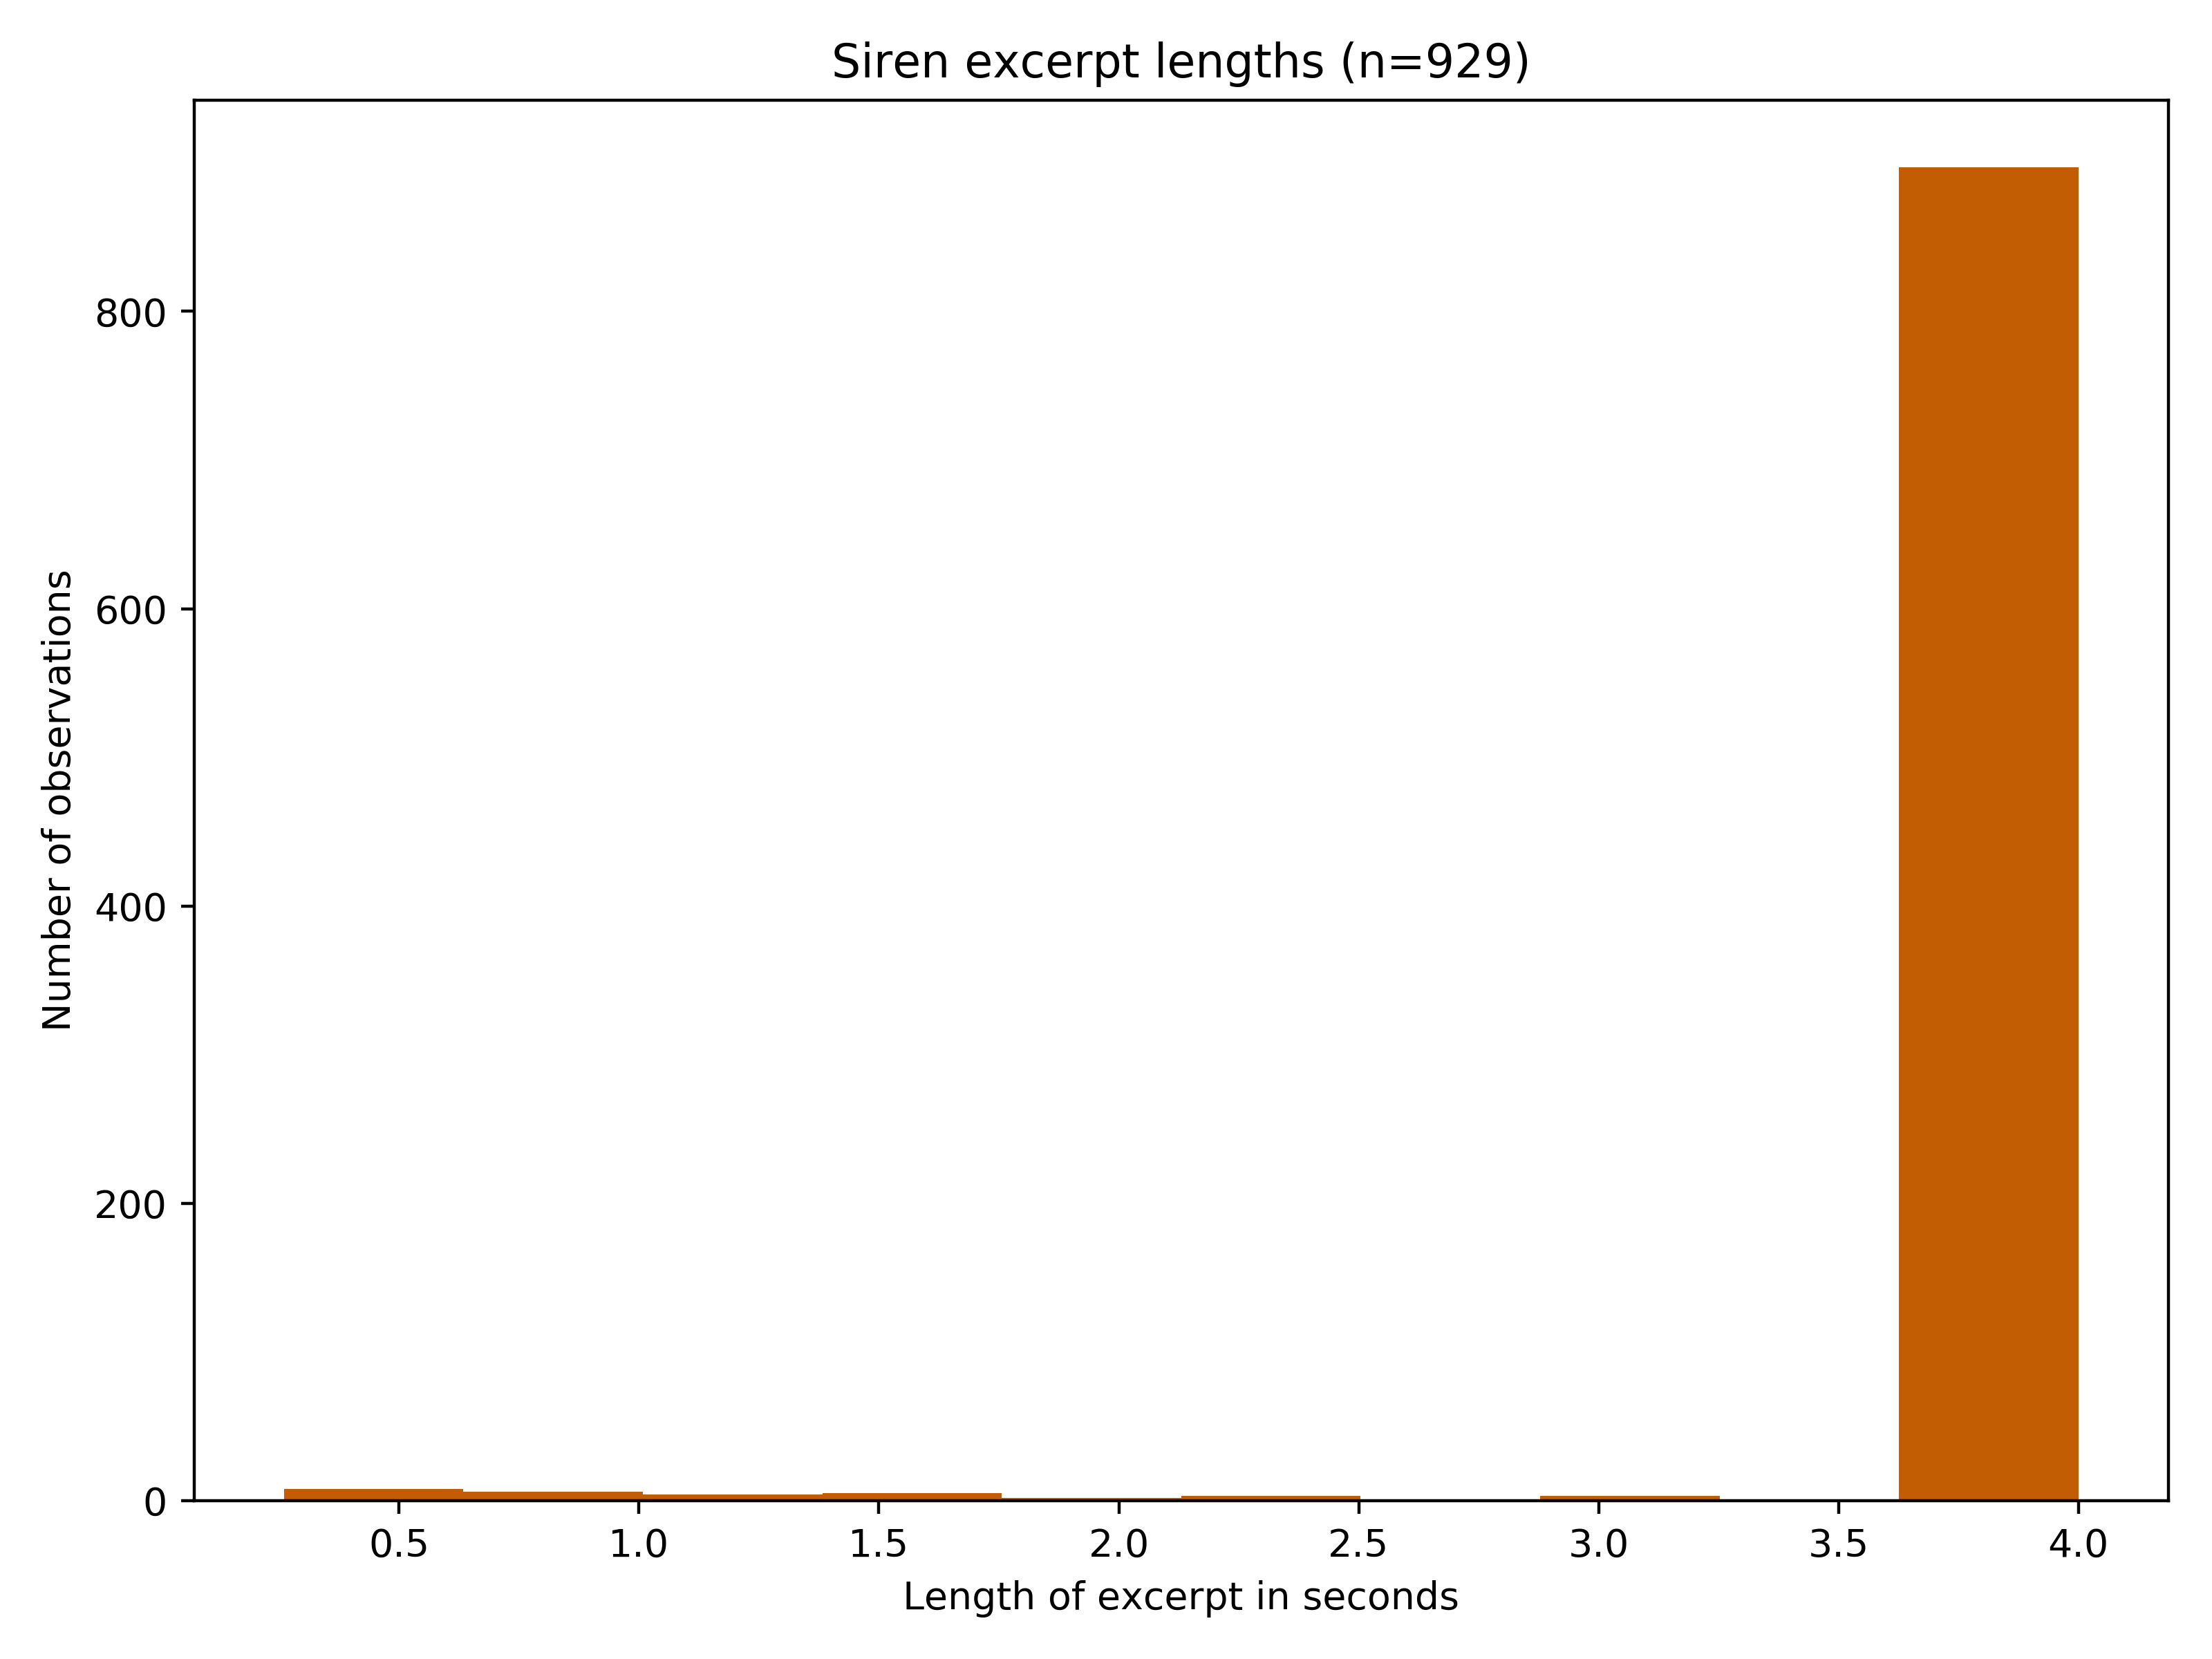 Siren excerpt lengths (n=929)
Number of observations
800
600
400
200
0
0.5 1.0 1.5 2.0 2.5 3.0 3.5 4.0
Length of excerpt in seconds